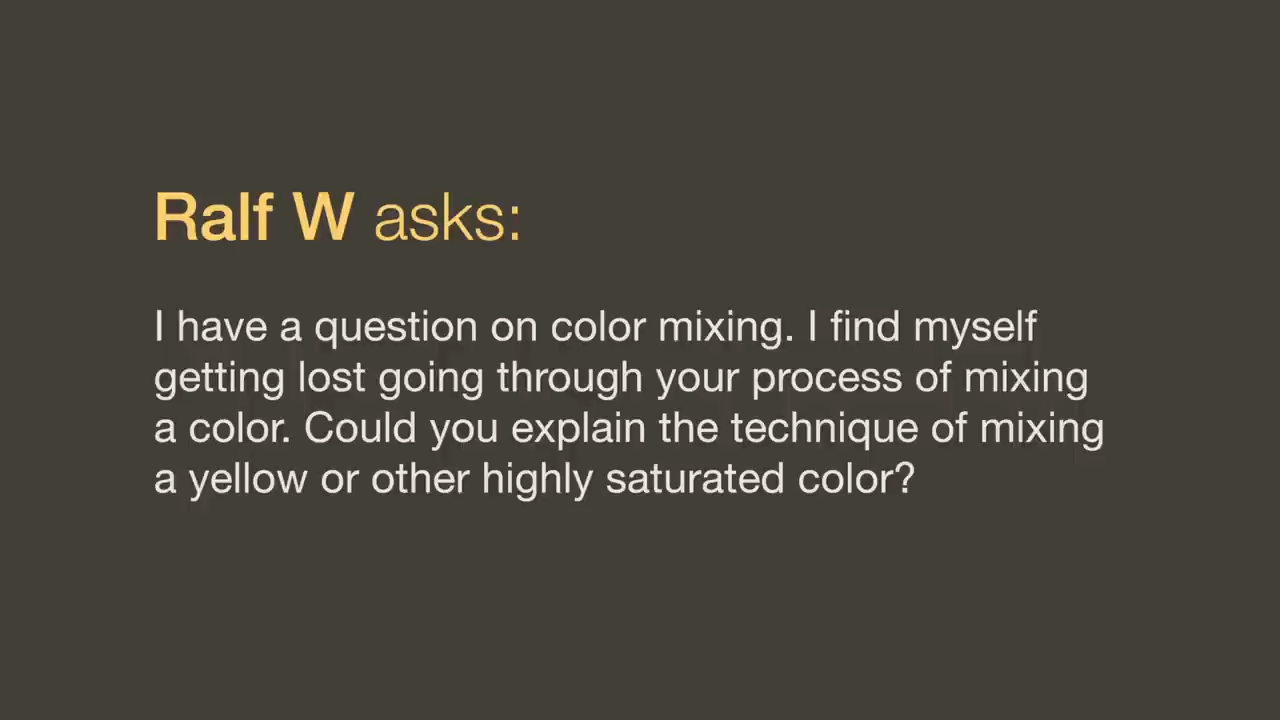 Ralf W asks:
I have a question on color mixing. I find myself
getting lost going through your process of mixing
a color. Could you explain the technique of mixing
a yellow or other highly saturated color?